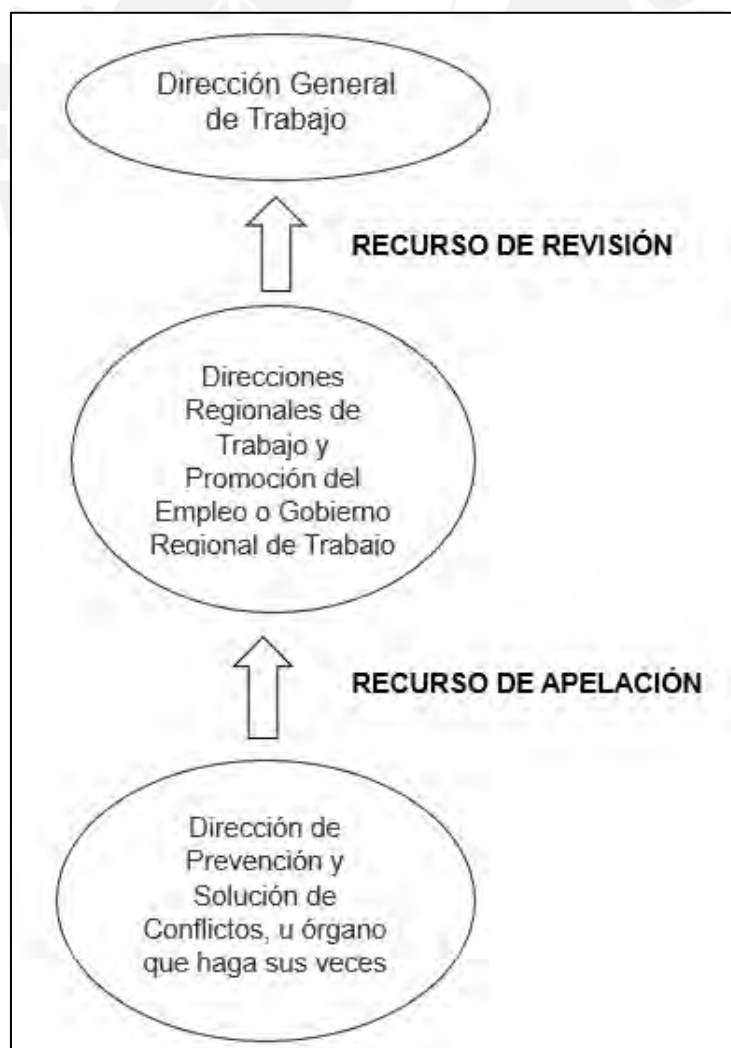 Dirección General
de Trabajo
RECURSO DE REVISIÓN
Direcciones
Regionales de
Trabajo y
Promoción del
Empleo o Gobierno
Regional de Trabajo
RECURSO DE APELACIÓN
Dirección de
Prevención y
Solución de
Conflictos, u órgano
que haga sus veces